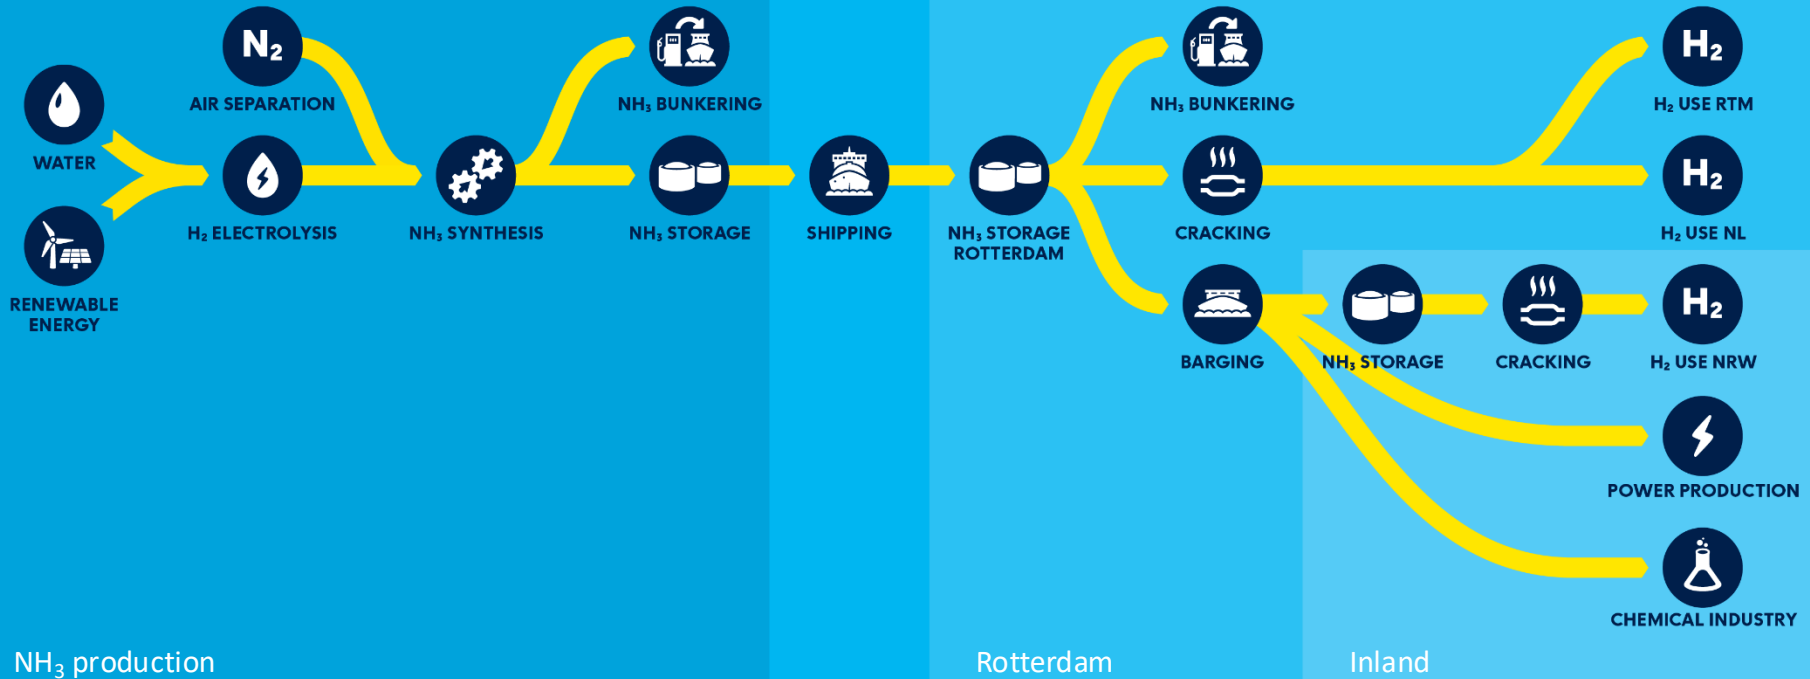 N₂
AIR SEPARATION
WATER
RENEWABLE
ENERGY
H₂ ELECTROLYSIS
NH₃ SYNTHESIS
NH₃ BUNKERING
NH₃ STORAGE
SHIPPING
NH₃ STORAGE
ROTTERDAM
NH₃ BUNKERING
CRACKING
BARGING
H₂
H₂ USE RTM
H₂
H₂ USE NL
NH₃ STORAGE
CRACKING
H₂
H₂ USE NRW
POWER PRODUCTION
CHEMICAL INDUSTRY
NH₃ production
Rotterdam
Inland